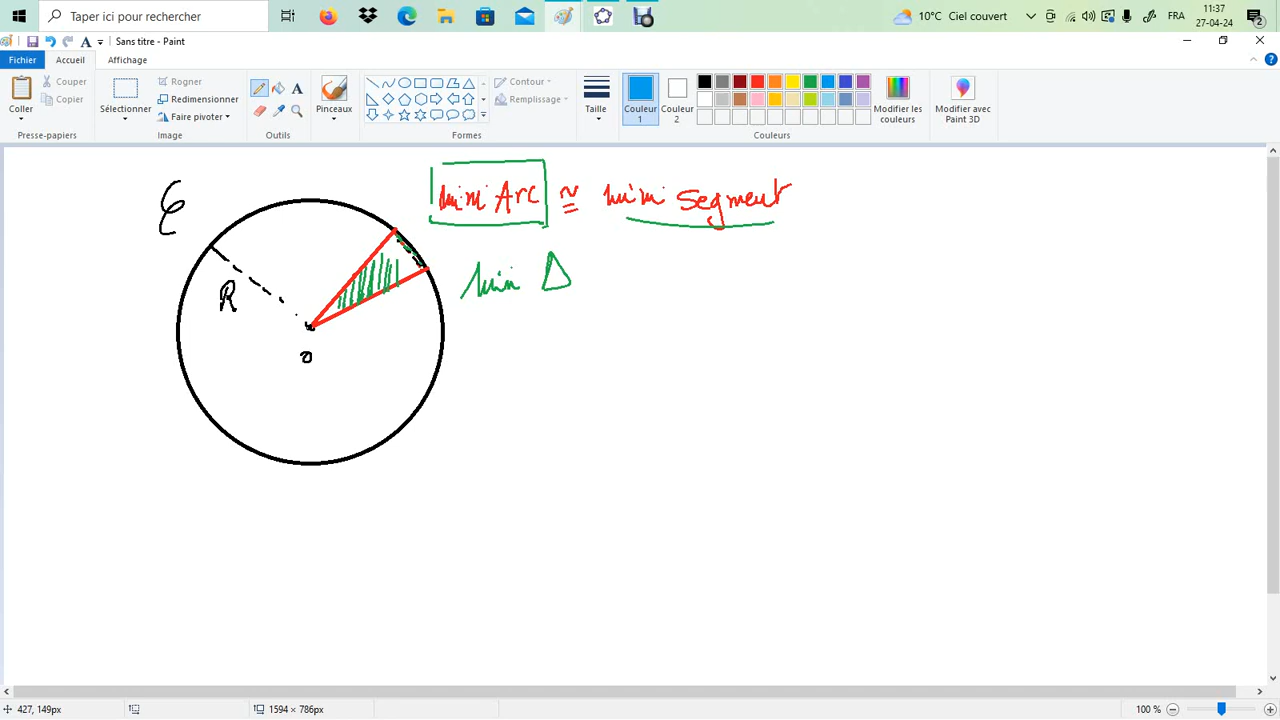 Taper ici pour rechercher
10°C Ciel couvert
FRA
11:37
27-04-24
2
Sans titre - Paint
Fichier
Accueil
Affichage
Coller
Couper
Copier
Presse-papiers
Sélectionner
Rogner
Redimensionner
Faire pivoter
Image
A
Outils
Pinceaux
Contour
Remplissage
Formes
Taille
Couleur 1
Couleur 2
Modifier les couleurs
Couleurs
Modifier avec Paint 3D
mini Arc ≅ mini segment
mini Δ
R
o
427, 149px
1594 × 786px
100 %